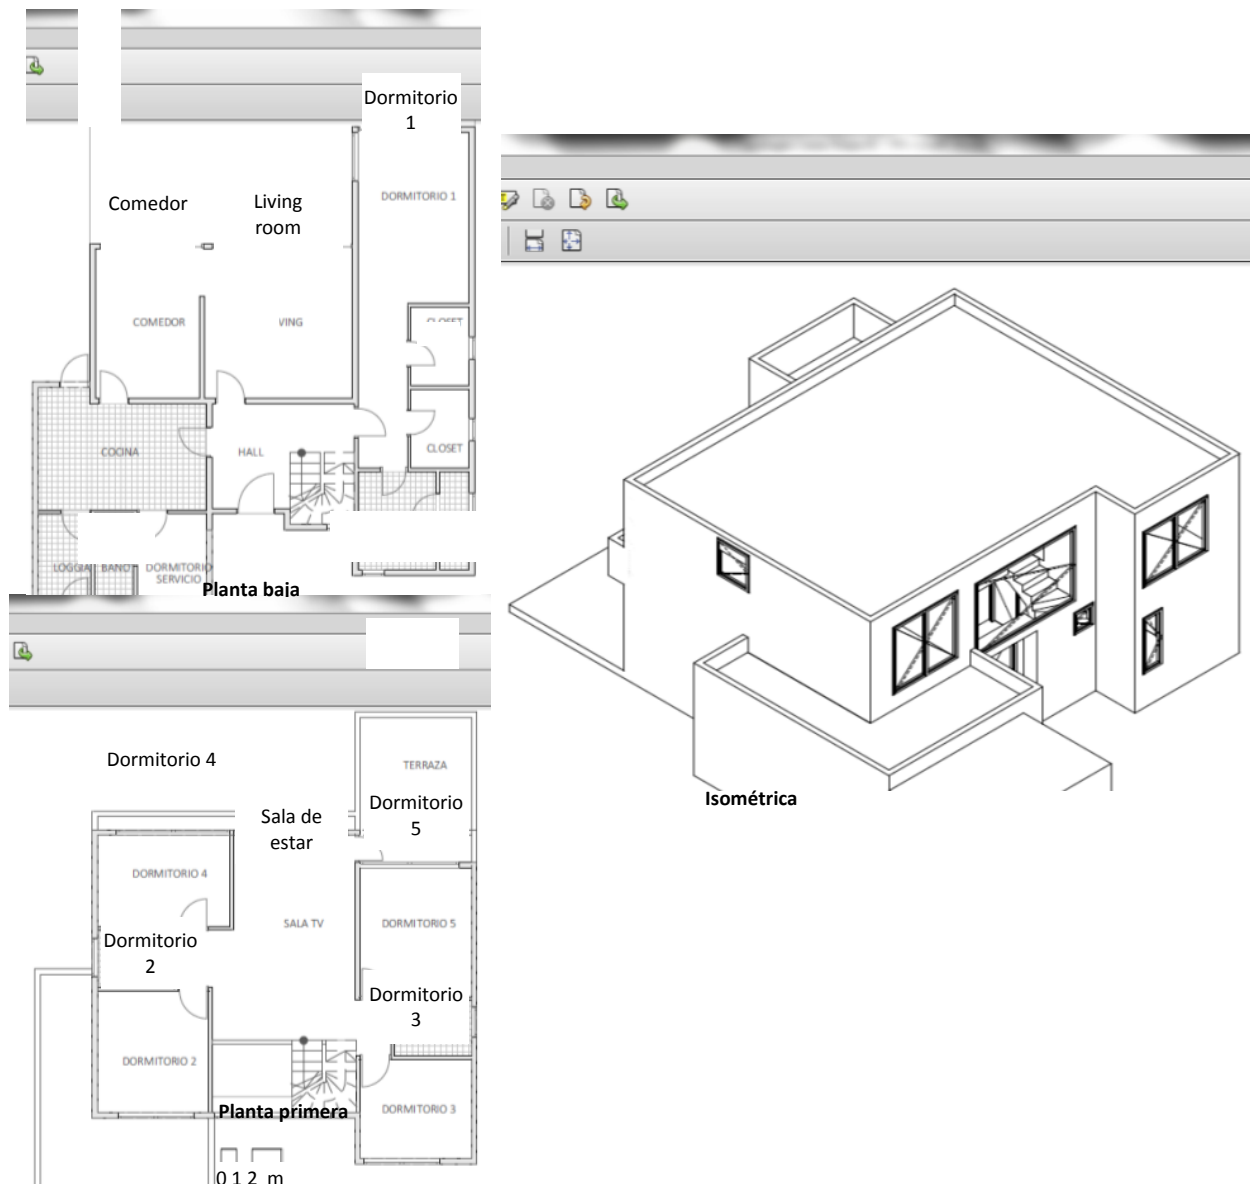 Dormitorio
1
DORMITORIO 1
Comedor
Living
room
COMEDOR
VING
CLOSET
COCINA
HALL
CLOSET
LOGGIA
BAÑO
DORMITORIO
SERVICIO
Planta baja
Dormitorio 4
TERRAZA
Sala de
estar
Dormitorio
5
DORMITORIO 4
SALA TV
DORMITORIO 5
Dormitorio
2
Dormitorio
3
DORMITORIO 2
DORMITORIO 3
Planta primera
0 1 2 m
Isométrica